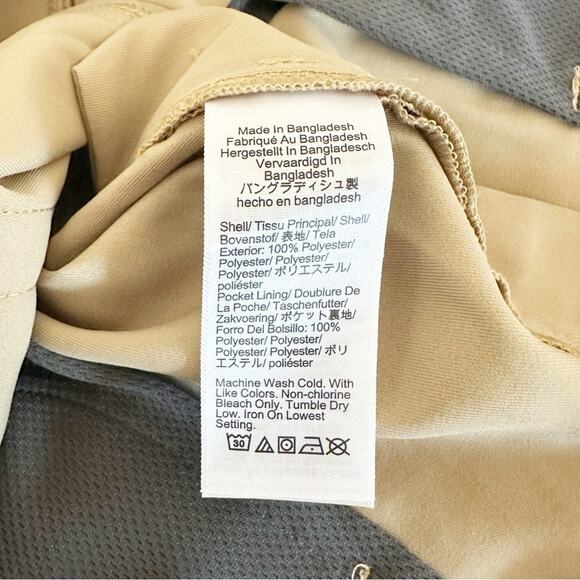 Made In Bangladesh
Fabriqué Au Bangladesh
Hergestellt In Bangladesch
Vervaardigd In
Bangladesh
バングラディシュ製
hecho en bangladesh
Shell/ Tissu Principal/ Shell/
Bovenstof/ 表地/ Tela
Exterior: 100% Polyester/
Polyester/ Polyester/
Polyester/ ポリエステル/
poliéster
Pocket Lining/ Doublure De
La Poche/ Taschenfutter/
Zakvoering/ ポケット裏地/
Forro Del Bolsillo: 100%
Polyester/ Polyester/
Polyester/ Polyester/ ポリ
エステル/ poliéster
Machine Wash Cold. With
Like Colors. Non-chlorine
Bleach Only. Tumble Dry
Low. Iron On Lowest
Setting.
30